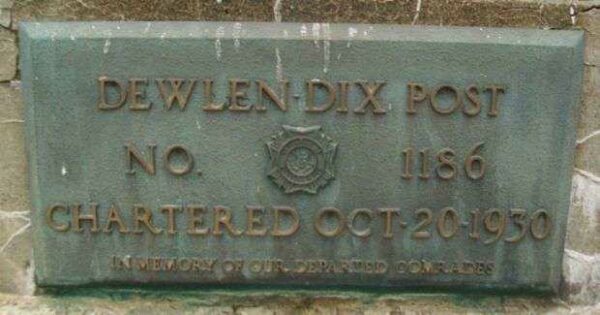 DEWLEN-DIX POST
NO. 1186
CHARTERED OCT-20-1930
IN MEMORY OF OUR DEPARTED COMRADES